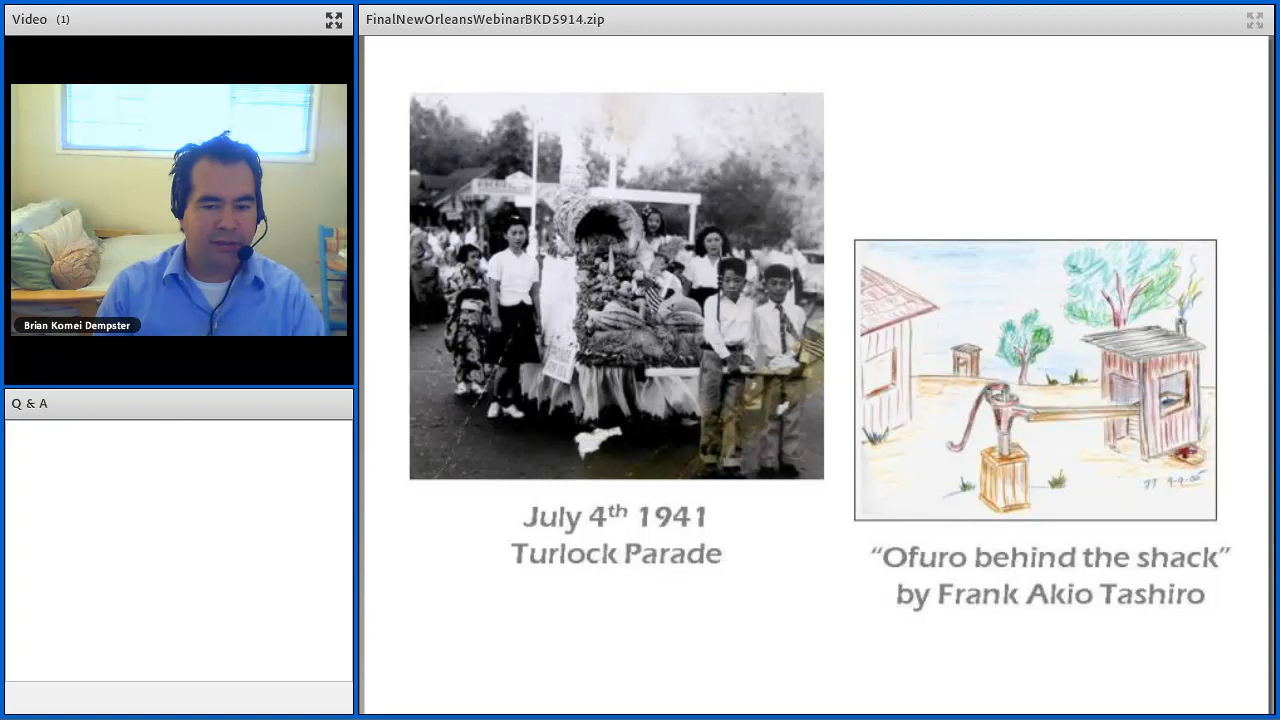 Video (1)
FinalNewOrleansWebinarBKD5914.zip
Brian Komei Dempster
Q & A
July 4th 1941
Turlock Parade
“Ofuro behind the shack”
by Frank Akio Tashiro